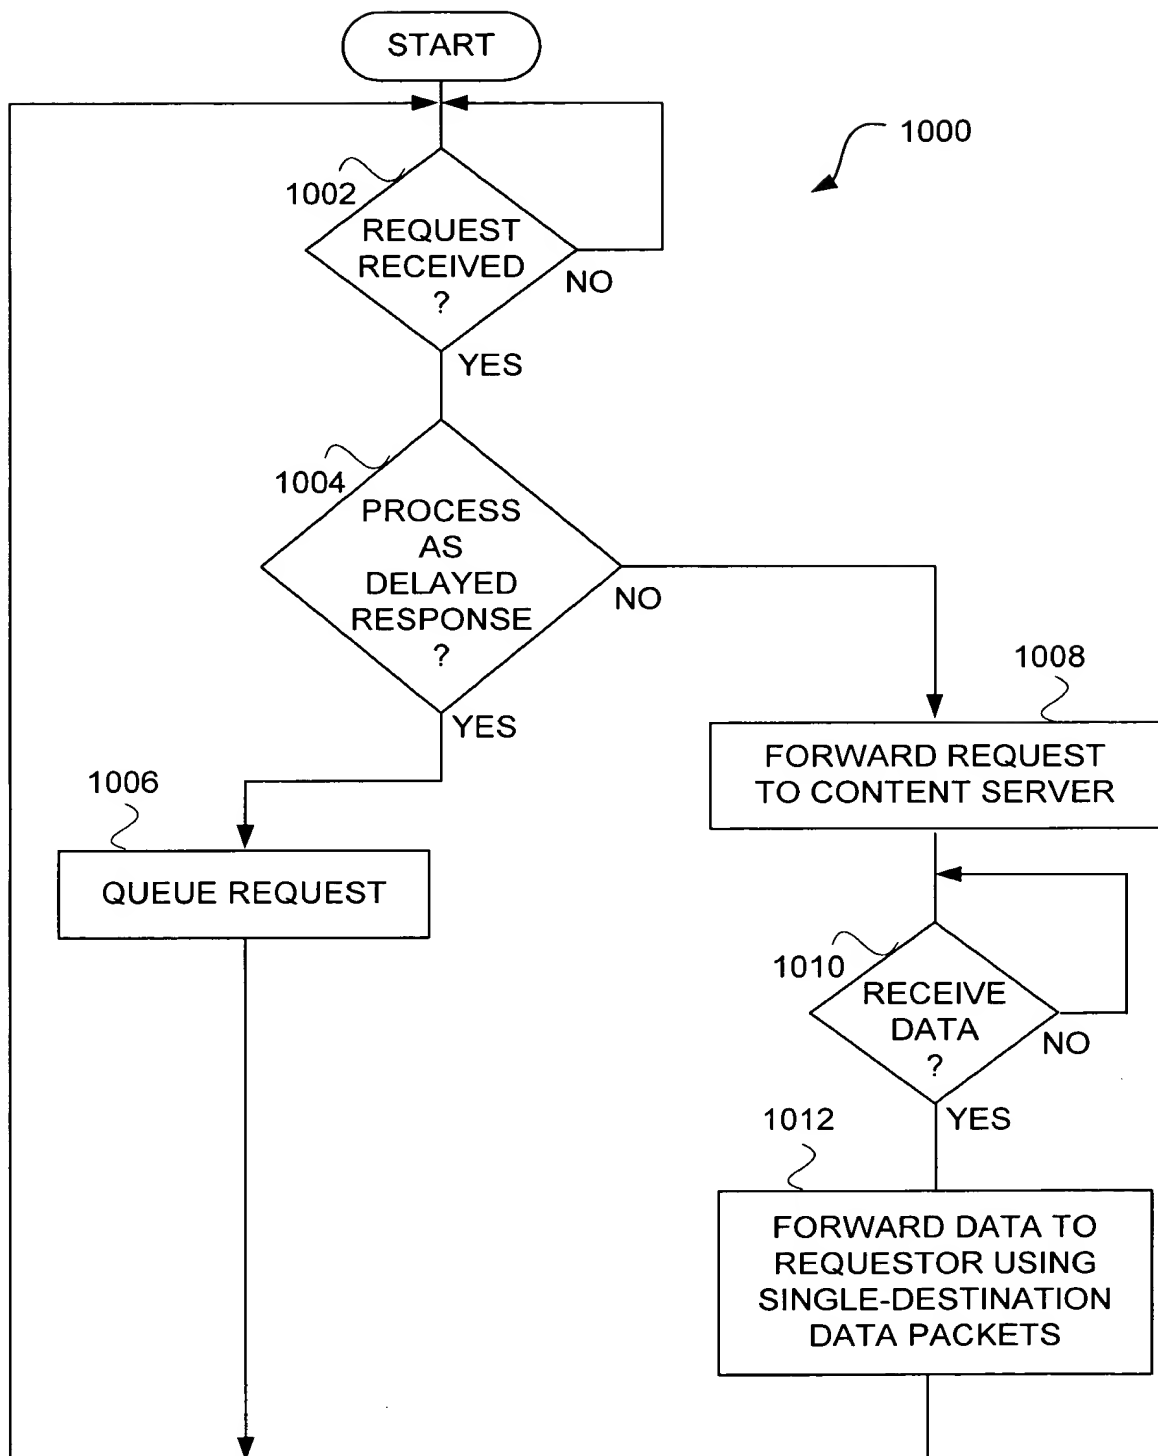 START
1000
1002
REQUEST
RECEIVED
?
NO
YES
1004
PROCESS
AS
DELAYED
RESPONSE
?
NO
YES
1006
QUEUE REQUEST
1008
FORWARD REQUEST
TO CONTENT SERVER
1010
RECEIVE
DATA
?
NO
YES
1012
FORWARD DATA TO
REQUESTOR USING
SINGLE-DESTINATION
DATA PACKETS